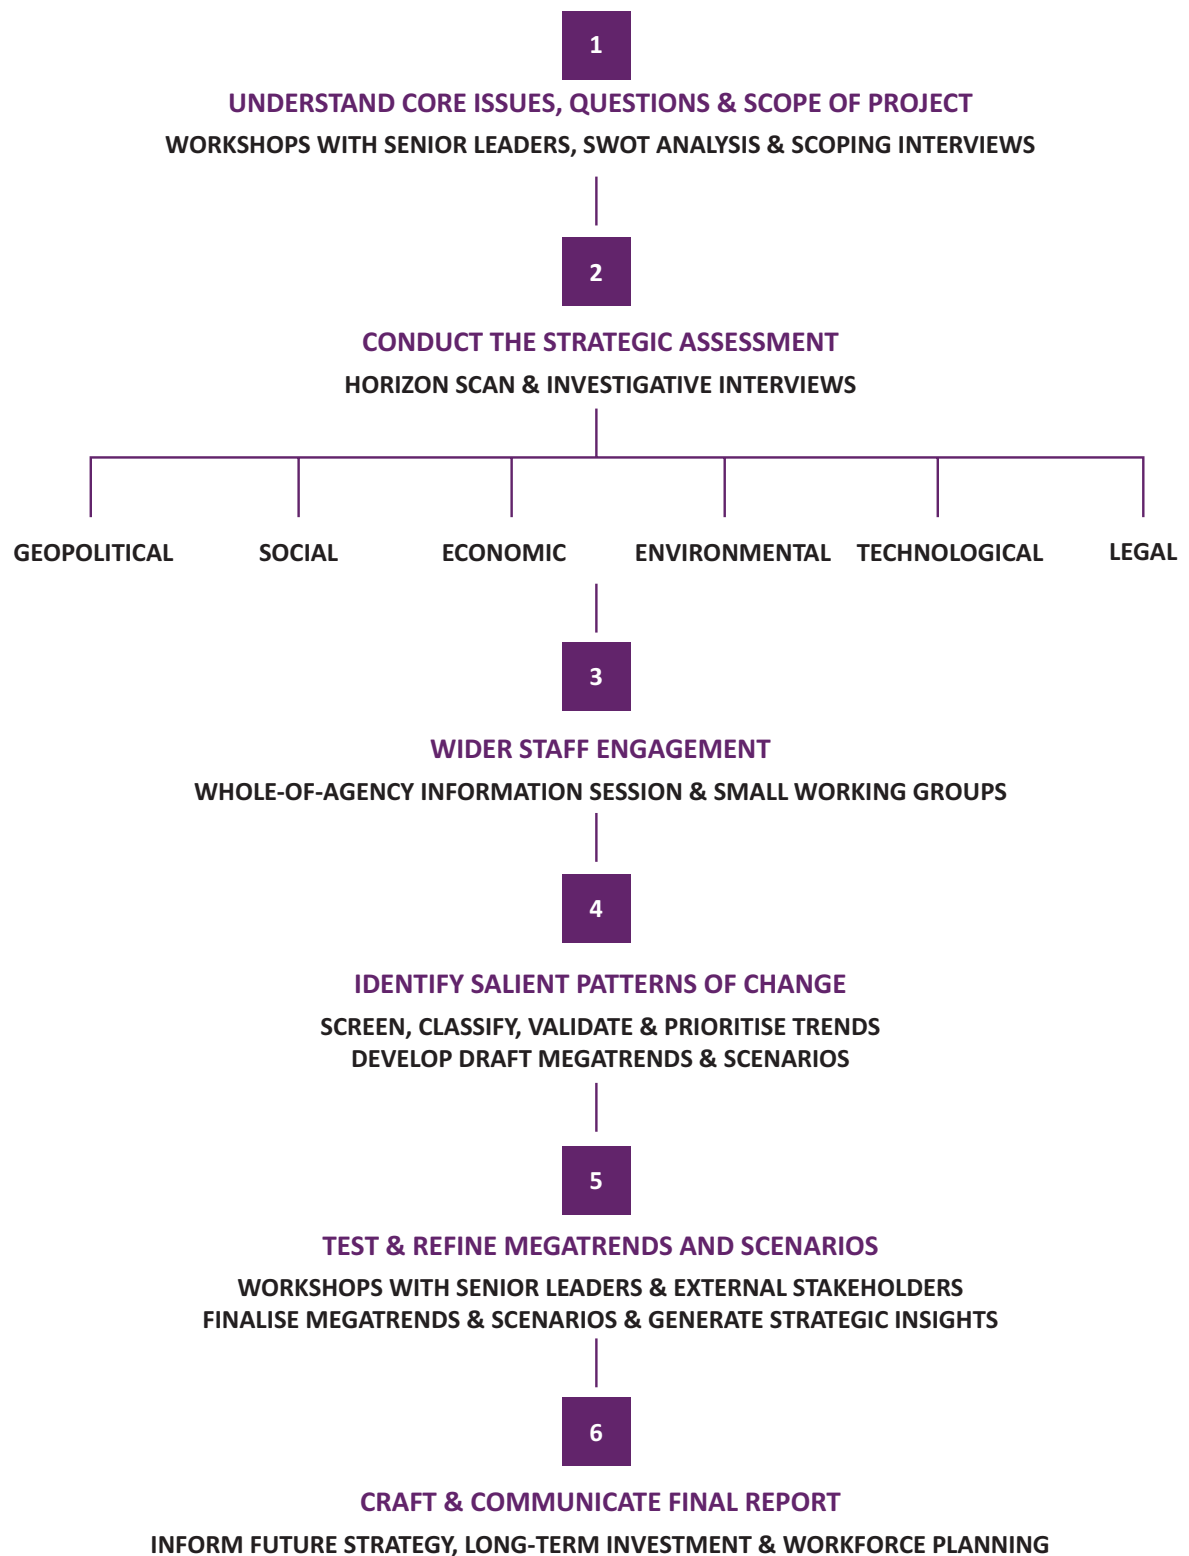 1
UNDERSTAND CORE ISSUES, QUESTIONS & SCOPE OF PROJECT
WORKSHOPS WITH SENIOR LEADERS, SWOT ANALYSIS & SCOPING INTERVIEWS
2
CONDUCT THE STRATEGIC ASSESSMENT
HORIZON SCAN & INVESTIGATIVE INTERVIEWS
GEOPOLITICAL SOCIAL ECONOMIC ENVIRONMENTAL TECHNOLOGICAL LEGAL
3
WIDER STAFF ENGAGEMENT
WHOLE-OF-AGENCY INFORMATION SESSION & SMALL WORKING GROUPS
4
IDENTIFY SALIENT PATTERNS OF CHANGE
SCREEN, CLASSIFY, VALIDATE & PRIORITISE TRENDS
DEVELOP DRAFT MEGATRENDS & SCENARIOS
5
TEST & REFINE MEGATRENDS AND SCENARIOS
WORKSHOPS WITH SENIOR LEADERS & EXTERNAL STAKEHOLDERS
FINALISE MEGATRENDS & SCENARIOS & GENERATE STRATEGIC INSIGHTS
6
CRAFT & COMMUNICATE FINAL REPORT
INFORM FUTURE STRATEGY, LONG-TERM INVESTMENT & WORKFORCE PLANNING